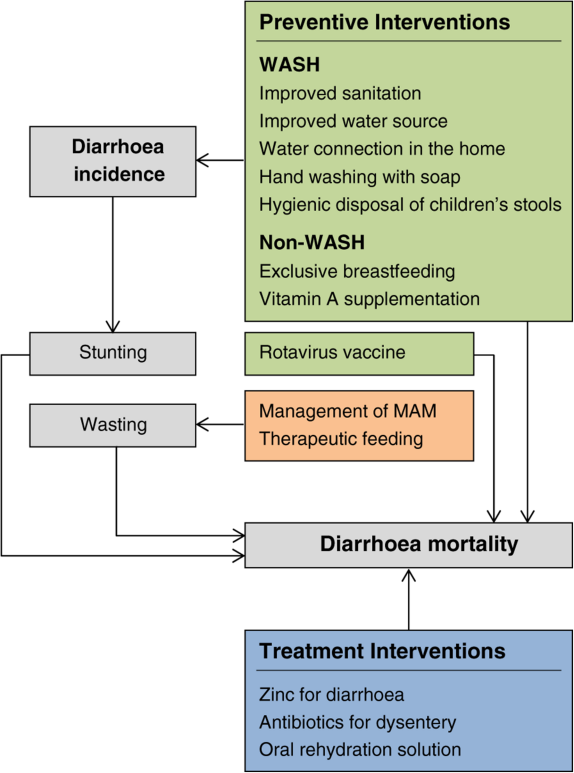 Preventive Interventions
WASH
Improved sanitation
Improved water source
Water connection in the home
Hand washing with soap
Hygienic disposal of children’s stools
Non-WASH
Exclusive breastfeeding
Vitamin A supplementation
Diarrhoea
incidence
Stunting
Rotavirus vaccine
Wasting
Management of MAM
Therapeutic feeding
Diarrhoea mortality
Treatment Interventions
Zinc for diarrhoea
Antibiotics for dysentery
Oral rehydration solution